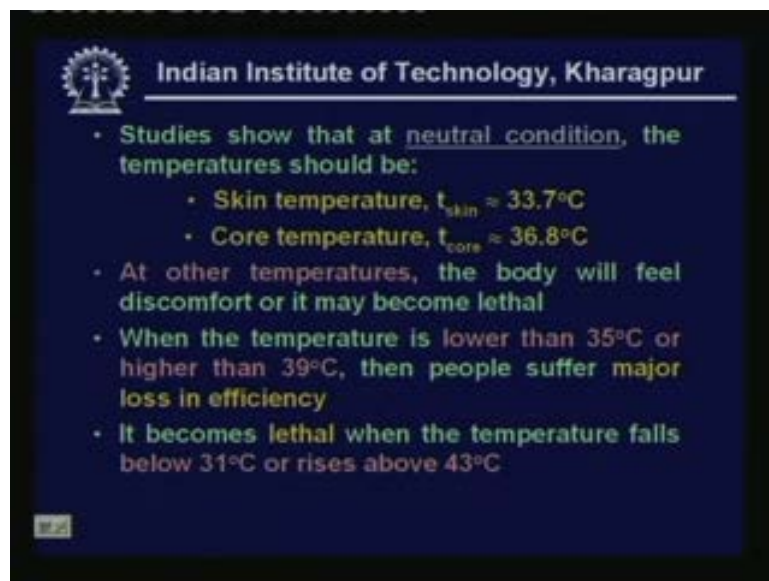 Indian Institute of Technology, Kharagpur
• Studies show that at neutral condition, the
temperatures should be:
• Skin temperature, t_skin ≈ 33.7°C
• Core temperature, t_core ≈ 36.8°C
• At other temperatures, the body will feel
discomfort or it may become lethal
• When the temperature is lower than 35°C or
higher than 39°C, then people suffer major
loss in efficiency
• It becomes lethal when the temperature falls
below 31°C or rises above 43°C